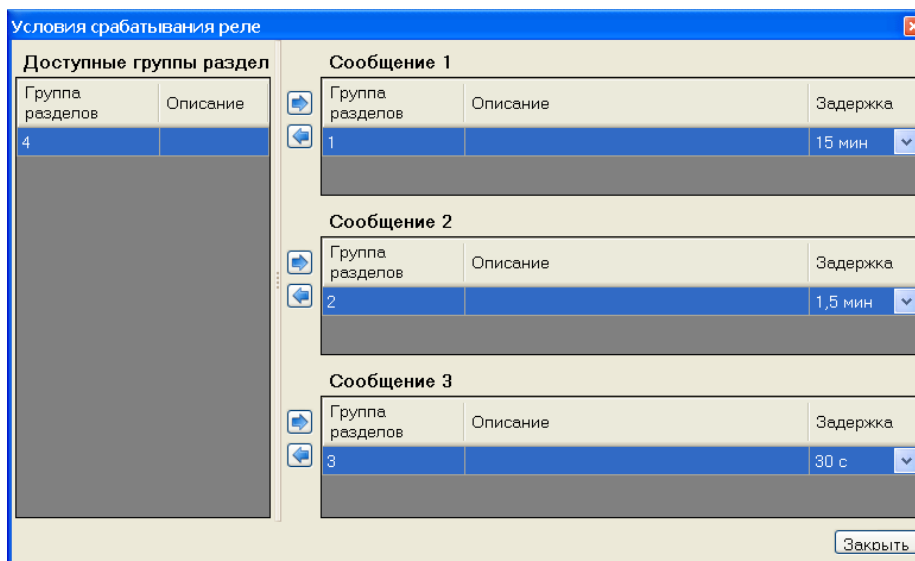 Условия срабатывания реле
Доступные группы раздел
Группа разделов Описание
4
Сообщение 1
Группа разделов Описание Задержка
1 15 мин
Сообщение 2
Группа разделов Описание Задержка
2 1,5 мин
Сообщение 3
Группа разделов Описание Задержка
3 30 с
Закрыть